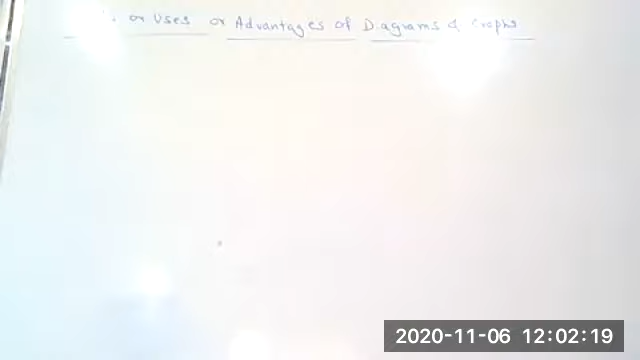 or Uses or Advantages of Diagrams & Graphs
2020-11-06 12:02:19